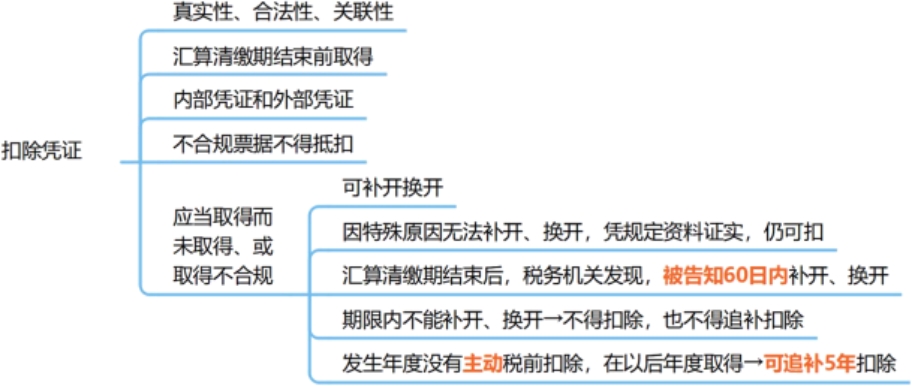 真实性、合法性、关联性
汇算清缴期结束前取得
内部凭证和外部凭证
不合规票据不得抵扣
扣除凭证
应当取得而
未取得、或
取得不合规
可补开换开
因特殊原因无法补开、换开，凭规定资料证实，仍可扣
汇算清缴期结束后，税务机关发现，被告知60日内补开、换开
期限内不能补开、换开→不得扣除，也不得追补扣除
发生年度没有主动税前扣除，在以后年度取得→可追补5年扣除